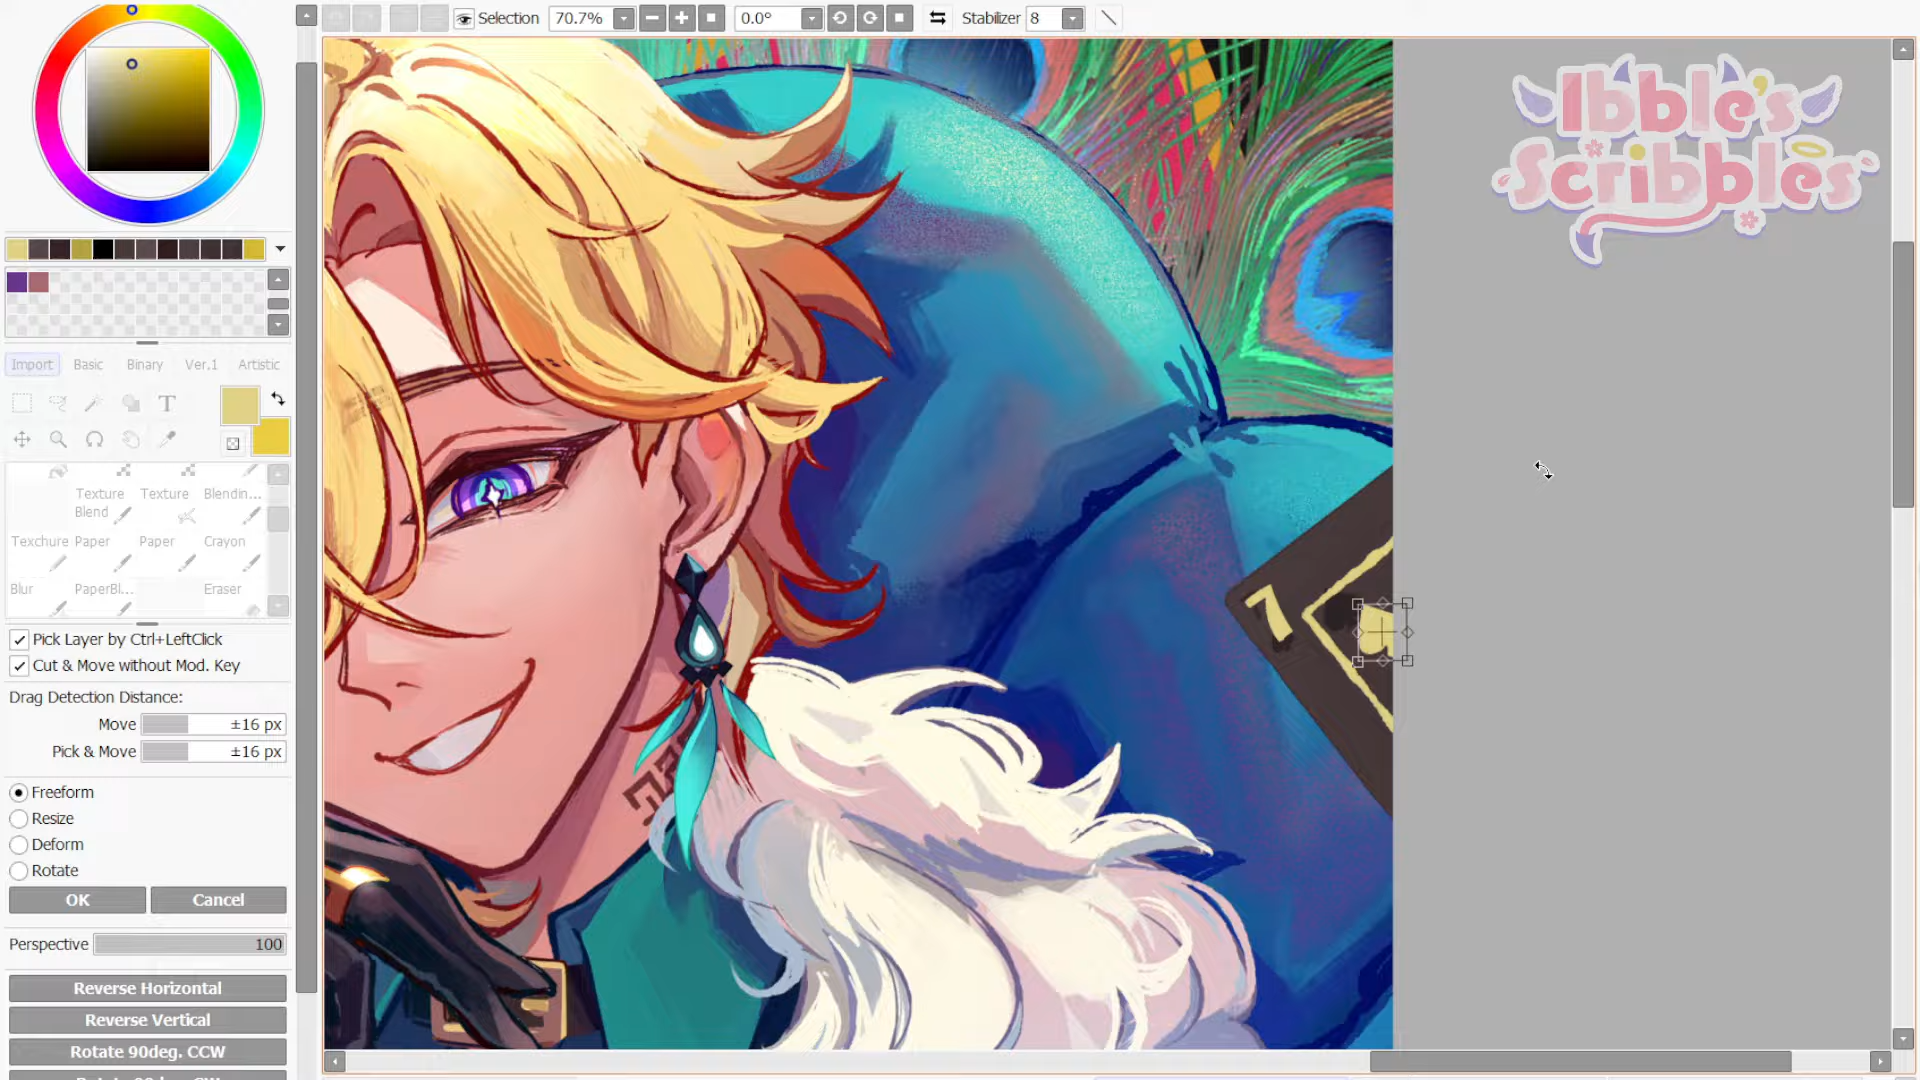 Selection 70.7% 0.0° Stabilizer 8
Ibble's
Scribbles
Import Basic Binary Ver.1 Artistic
T
Texture Texture Blendin...
Blend
Texchure Paper Paper Crayon
Blur PaperBl... Eraser
Pick Layer by Ctrl+LeftClick
Cut & Move without Mod. Key
Drag Detection Distance:
Move ±16 px
Pick & Move ±16 px
Freeform
Resize
Deform
Rotate
OK Cancel
Perspective 100
Reverse Horizontal
Reverse Vertical
Rotate 90deg. CCW
7